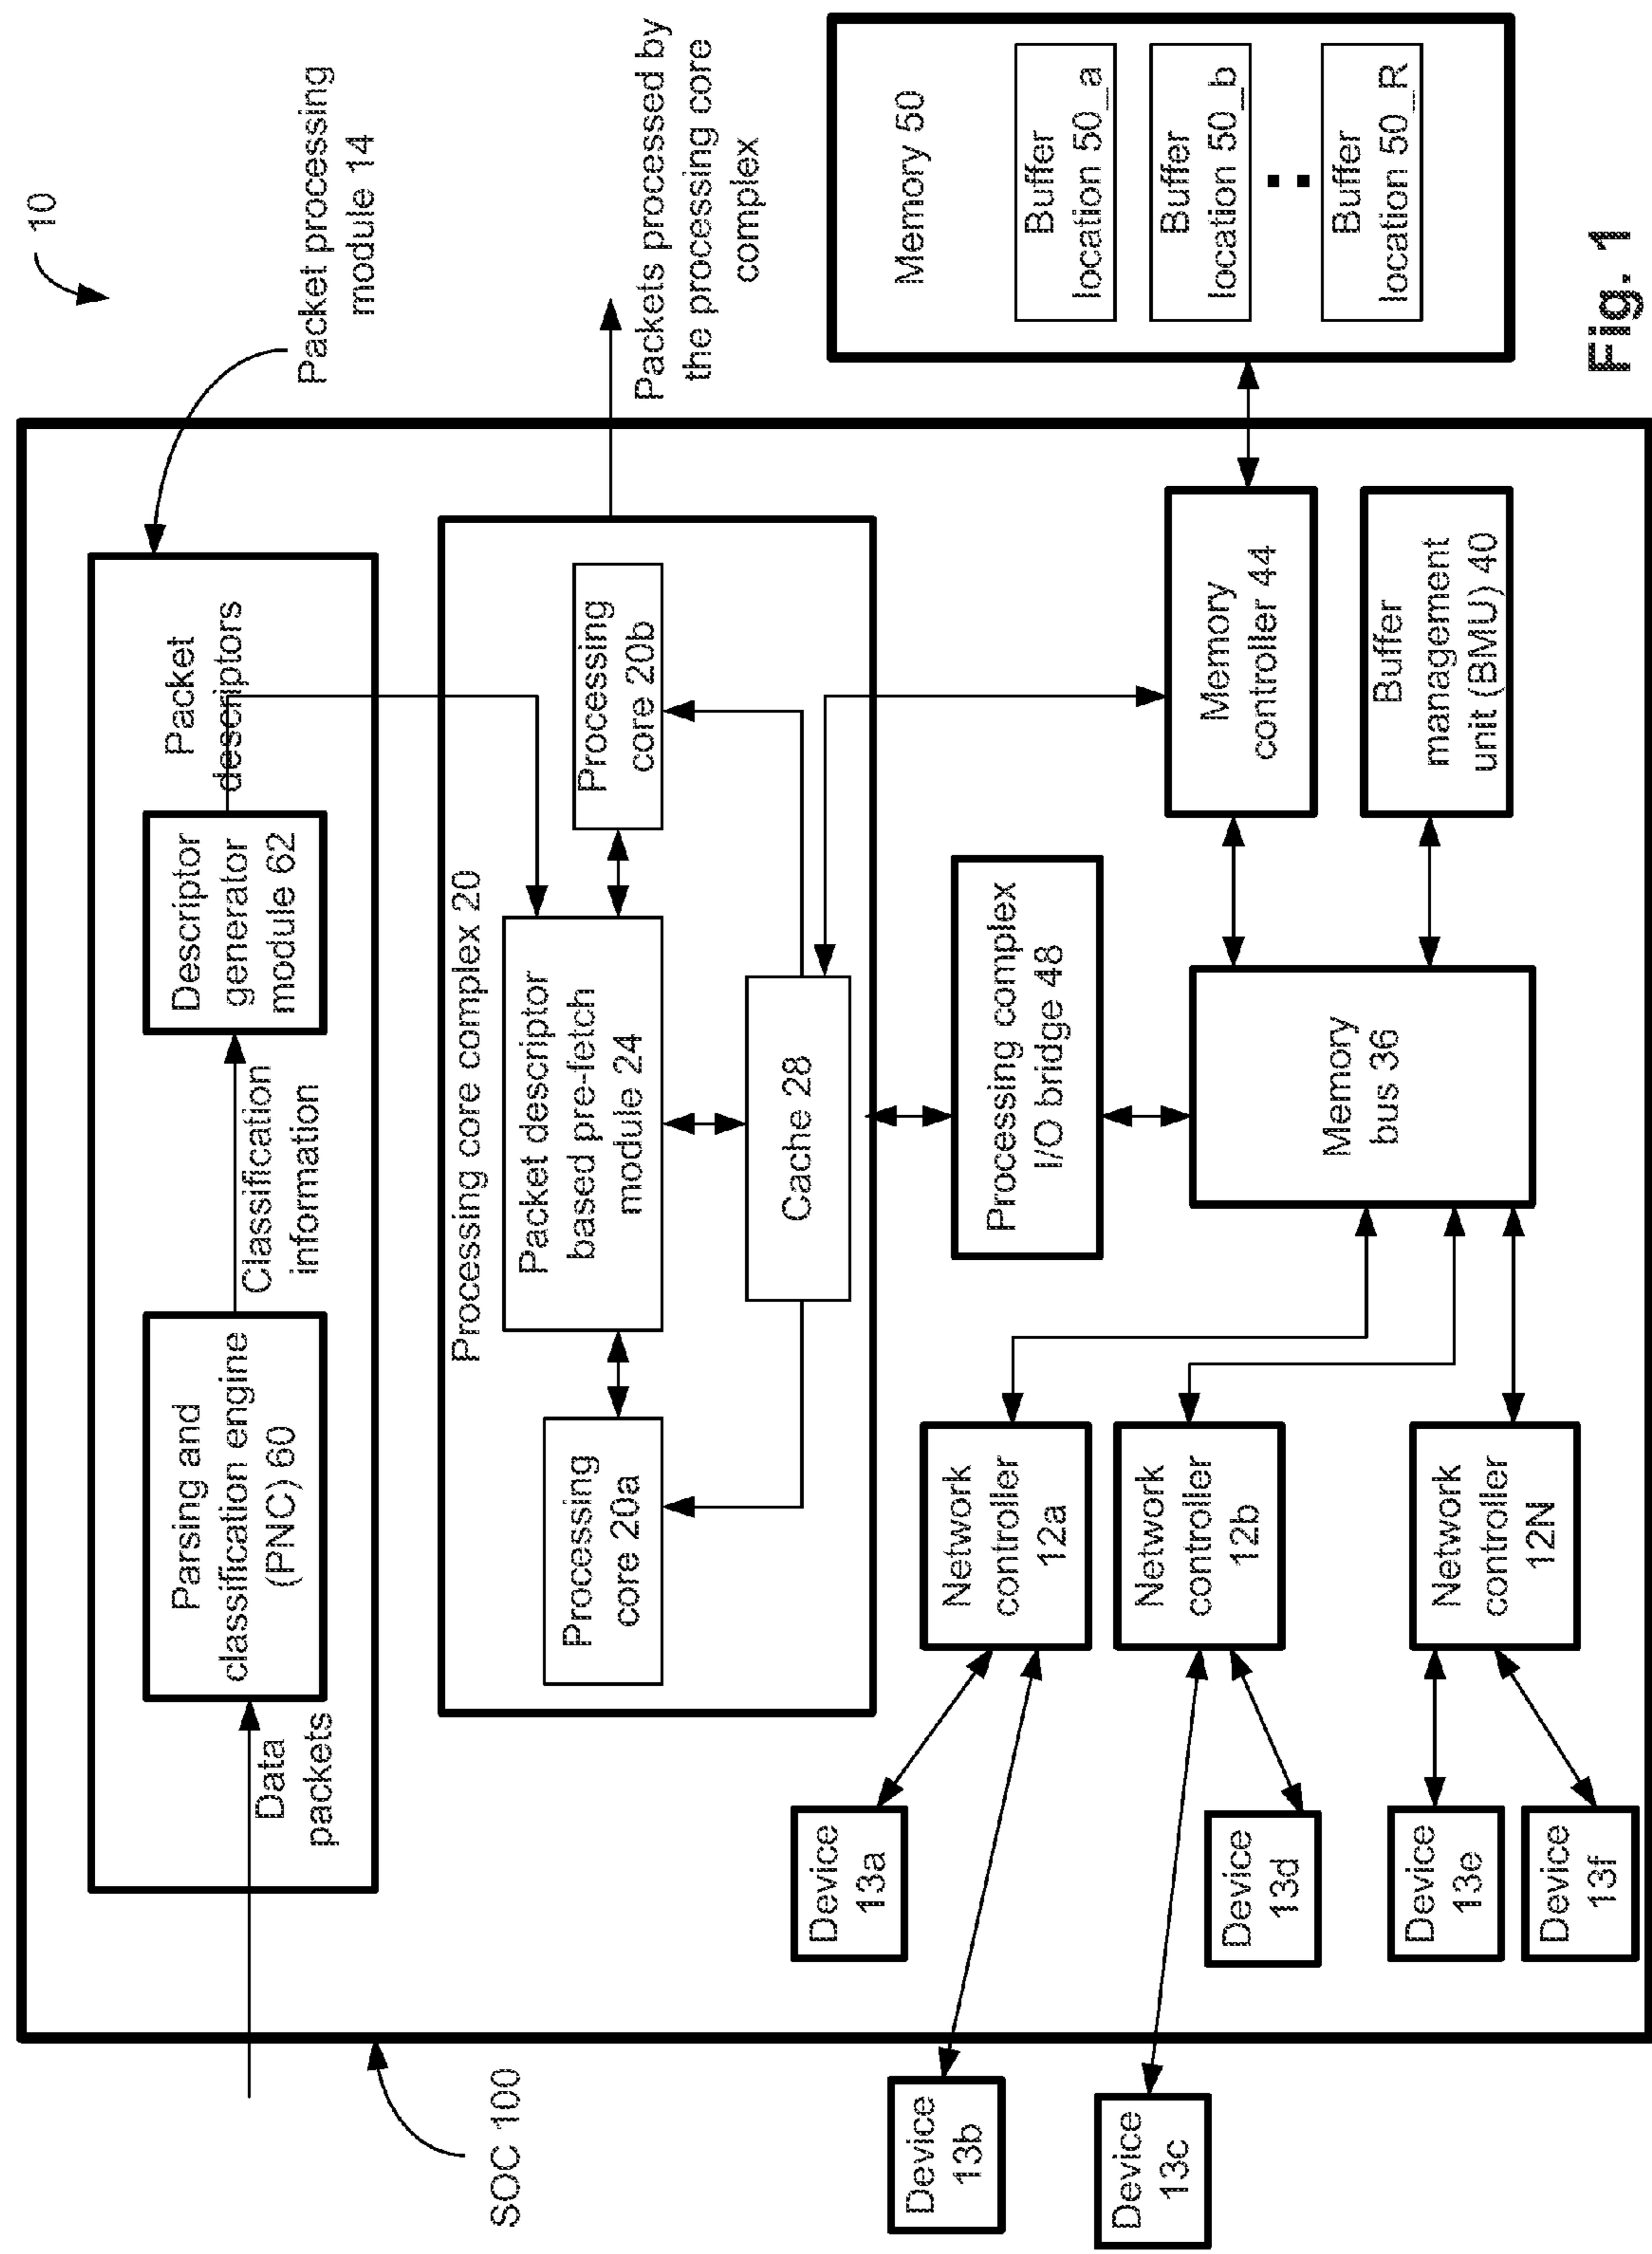 10
Packet processing
module 14
Parsing and
classification engine
(PNC) 60
Descriptor
generator
module 62
Packet
descriptors
Data
packets
Classification
information
Processing core complex 20
Processing
core 20a
Packet descriptor
based pre-fetch
module 24
Processing
core 20b
Cache 28
Packets processed by
the processing core
complex
SOC 100
Device
13a
Device
13b
Device
13c
Device
13d
Device
13e
Device
13f
Network
controller
12a
Network
controller
12b
Network
controller
12N
Processing complex
I/O bridge 48
Memory
bus 36
Memory
controller 44
Buffer
management
unit (BMU) 40
Memory 50
Buffer
location 50_a
Buffer
location 50_b
Buffer
location 50_R
Fig. 1